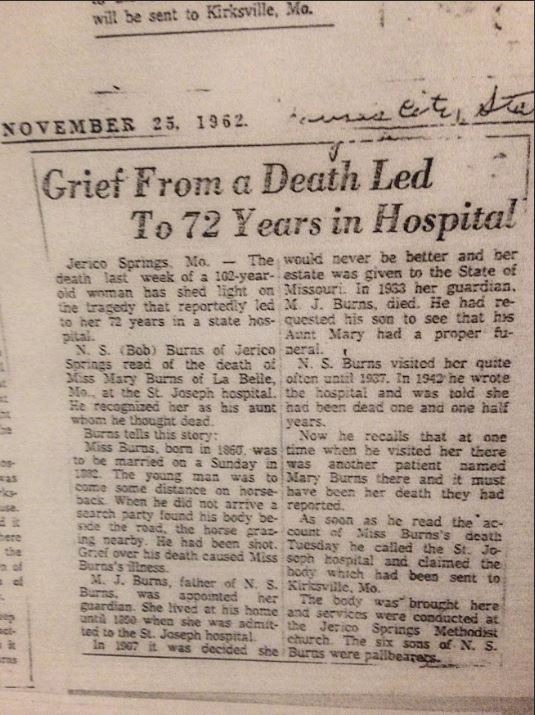 will be sent to Kirksville, Mo.
NOVEMBER 25, 1962.
City, Sta
Grief From a Death Led
To 72 Years in Hospital
Jerico Springs, Mo. — The
death last week of a 102-year-
old woman has shed light on
the tragedy that reportedly led
to her 72 years in a state hos-
pital.
N. S. (Bob) Burns of Jerico
Springs read of the death of
Miss Mary Burns of La Belle,
Mo., at the St. Joseph hospital.
He recognized her as his aunt
whom he thought dead.
Burns tells this story:
Miss Burns, born in 1860, was
to be married on a Sunday in
The young man was to
come some distance on horse-
back. When he did not arrive a
search party found his body be-
side the road, the horse graz-
ing nearby. He had been shot.
Grief over his death caused Miss
Burns's illness.
M. J. Burns, father of N. S.
Burns, was appointed her
guardian. She lived at his home
until 1890 when she was admit-
ted to the St. Joseph hospital.
In 1907 it was decided she
would never be better and her
estate was given to the State of
Missouri. In 1933 her guardian,
M. J. Burns, died. He had re-
quested his son to see that his
Aunt Mary had a proper fu-
neral.
N. S. Burns visited her quite
often until 1937. In 1942 he wrote
the hospital and was told she
had been dead one and one half
years.
Now he recalls that at one
time when he visited her there
was another patient named
Mary Burns there and it must
have been her death they had
reported.
As soon as he read the ac-
count of Miss Burns's death
Tuesday he called the St. Jo-
seph hospital and claimed the
body which had been sent to
Kirksville, Mo.
The body was brought here
and services were conducted at
the Jerico Springs Methodist
church. The six sons of N. S.
Burns were pallbearers.